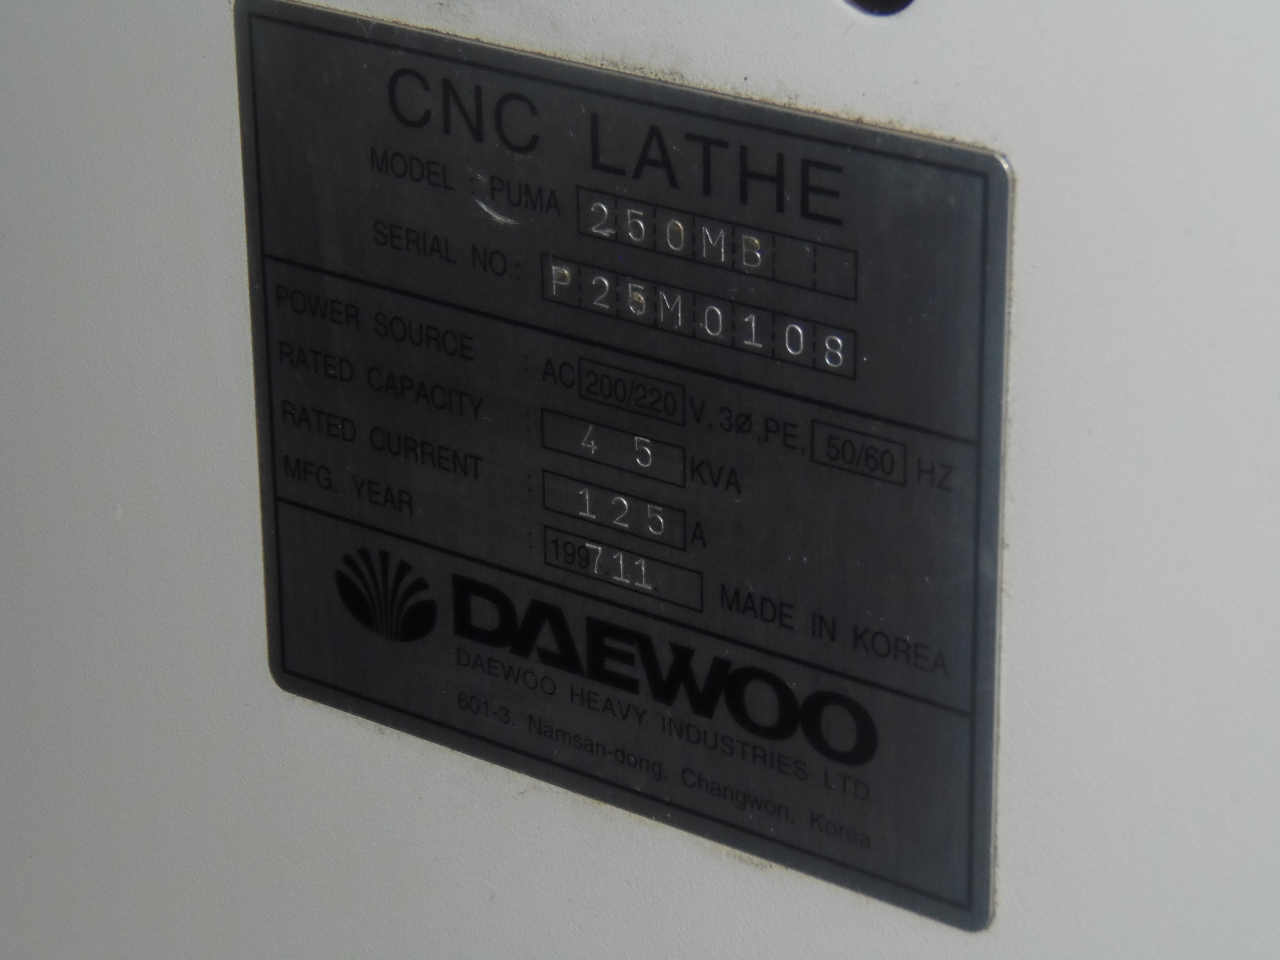 CNC LATHE
MODEL : PUMA 250MB
SERIAL NO.: P25M0108
POWER SOURCE : AC 200/220 V, 3Ø, PE, 50/60 HZ
RATED CAPACITY : 4 5 KVA
RATED CURRENT : 125 A
MFG. YEAR : 1997.11. MADE IN KOREA
DAEWOO
DAEWOO HEAVY INDUSTRIES LTD
601-3, Namsan-dong, Changwon, Korea